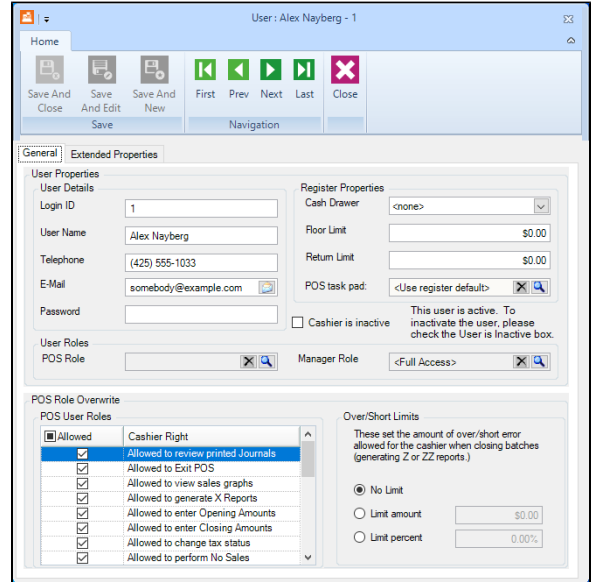 User : Alex Nayberg - 1
Home
Save And Close
Save And Edit
Save And New
First
Prev
Next
Last
Close
Save
Navigation
General
Extended Properties
User Properties
User Details
Login ID
1
User Name
Alex Nayberg
Telephone
(425) 555-1033
E-Mail
somebody@example.com
Password
Register Properties
Cash Drawer
<none>
Floor Limit
$0.00
Return Limit
$0.00
POS task pad:
<Use register default>
Cashier is inactive
This user is active. To
inactivate the user, please
check the User is Inactive box.
User Roles
POS Role
Manager Role
<Full Access>
POS Role Overwrite
POS User Roles
Allowed
Cashier Right
Allowed to review printed Journals
Allowed to Exit POS
Allowed to view sales graphs
Allowed to generate X Reports
Allowed to enter Opening Amounts
Allowed to enter Closing Amounts
Allowed to change tax status
Allowed to perform No Sales
Over/Short Limits
These set the amount of over/short error
allowed for the cashier when closing batches
(generating Z or ZZ reports.)
No Limit
Limit amount
$0.00
Limit percent
0.00%